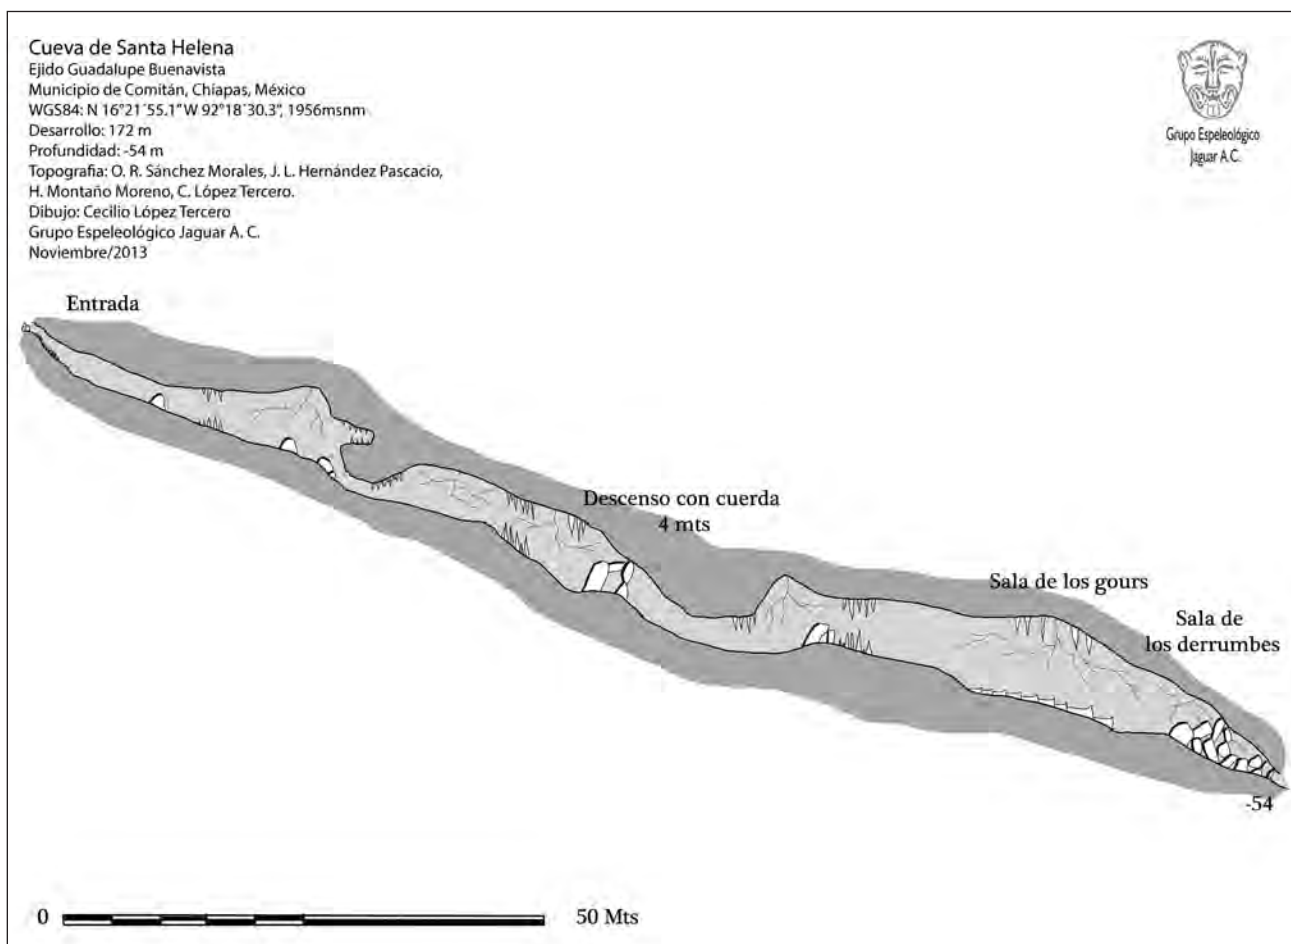 Cueva de Santa Helena
Ejido Guadalupe Buenavista
Municipio de Comitán, Chiapas, México
WGS84: N 16°21´55.1” W 92°18´30.3”, 1956msnm
Desarrollo: 172 m
Profundidad: -54 m
Topografia: O. R. Sánchez Morales, J. L. Hernández Pascacio,
H. Montaño Moreno, C. López Tercero.
Dibujo: Cecilio López Tercero
Grupo Espeleológico Jaguar A. C.
Noviembre/2013
Grupo Espeleológico
Jaguar A.C.
Entrada
Descenso con cuerda
4 mts
Sala de los gours
Sala de
los derrumbes
-54
0
50 Mts